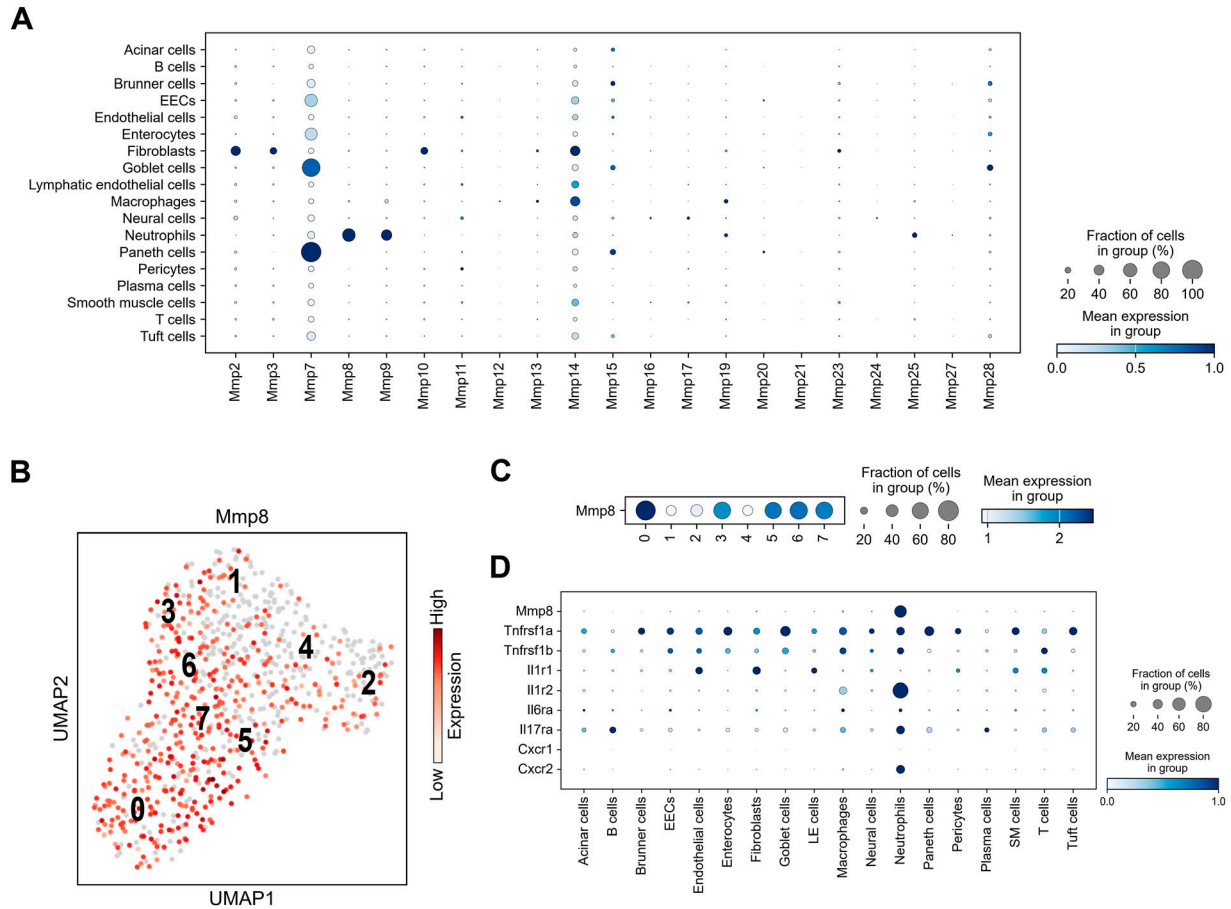 A
Acinar cells
B cells
Brunner cells
EECs
Endothelial cells
Enterocytes
Fibroblasts
Goblet cells
Lymphatic endothelial cells
Macrophages
Neural cells
Neutrophils
Paneth cells
Pericytes
Plasma cells
Smooth muscle cells
T cells
Tuft cells
Mmp2 Mmp3 Mmp7 Mmp8 Mmp9 Mmp10 Mmp11 Mmp12 Mmp13 Mmp14 Mmp15 Mmp16 Mmp17 Mmp19 Mmp20 Mmp21 Mmp23 Mmp24 Mmp25 Mmp27 Mmp28
Fraction of cells
in group (%)
20 40 60 80 100
Mean expression
in group
0.0 0.5 1.0
B
Mmp8
1
3
4
6
2
7
5
0
UMAP2
UMAP1
Low Expression High
C
Mmp8
0 1 2 3 4 5 6 7
Fraction of cells
in group (%)
20 40 60 80
Mean expression
in group
1 2
D
Mmp8
Tnfrsf1a
Tnfrsf1b
Il1r1
Il1r2
Il6ra
Il17ra
Cxcr1
Cxcr2
Acinar cells
B cells
Brunner cells
EECs
Endothelial cells
Enterocytes
Fibroblasts
Goblet cells
LE cells
Macrophages
Neural cells
Neutrophils
Paneth cells
Pericytes
Plasma cells
SM cells
T cells
Tuft cells
Fraction of cells
in group (%)
20 40 60 80
Mean expression
in group
0.0 1.0